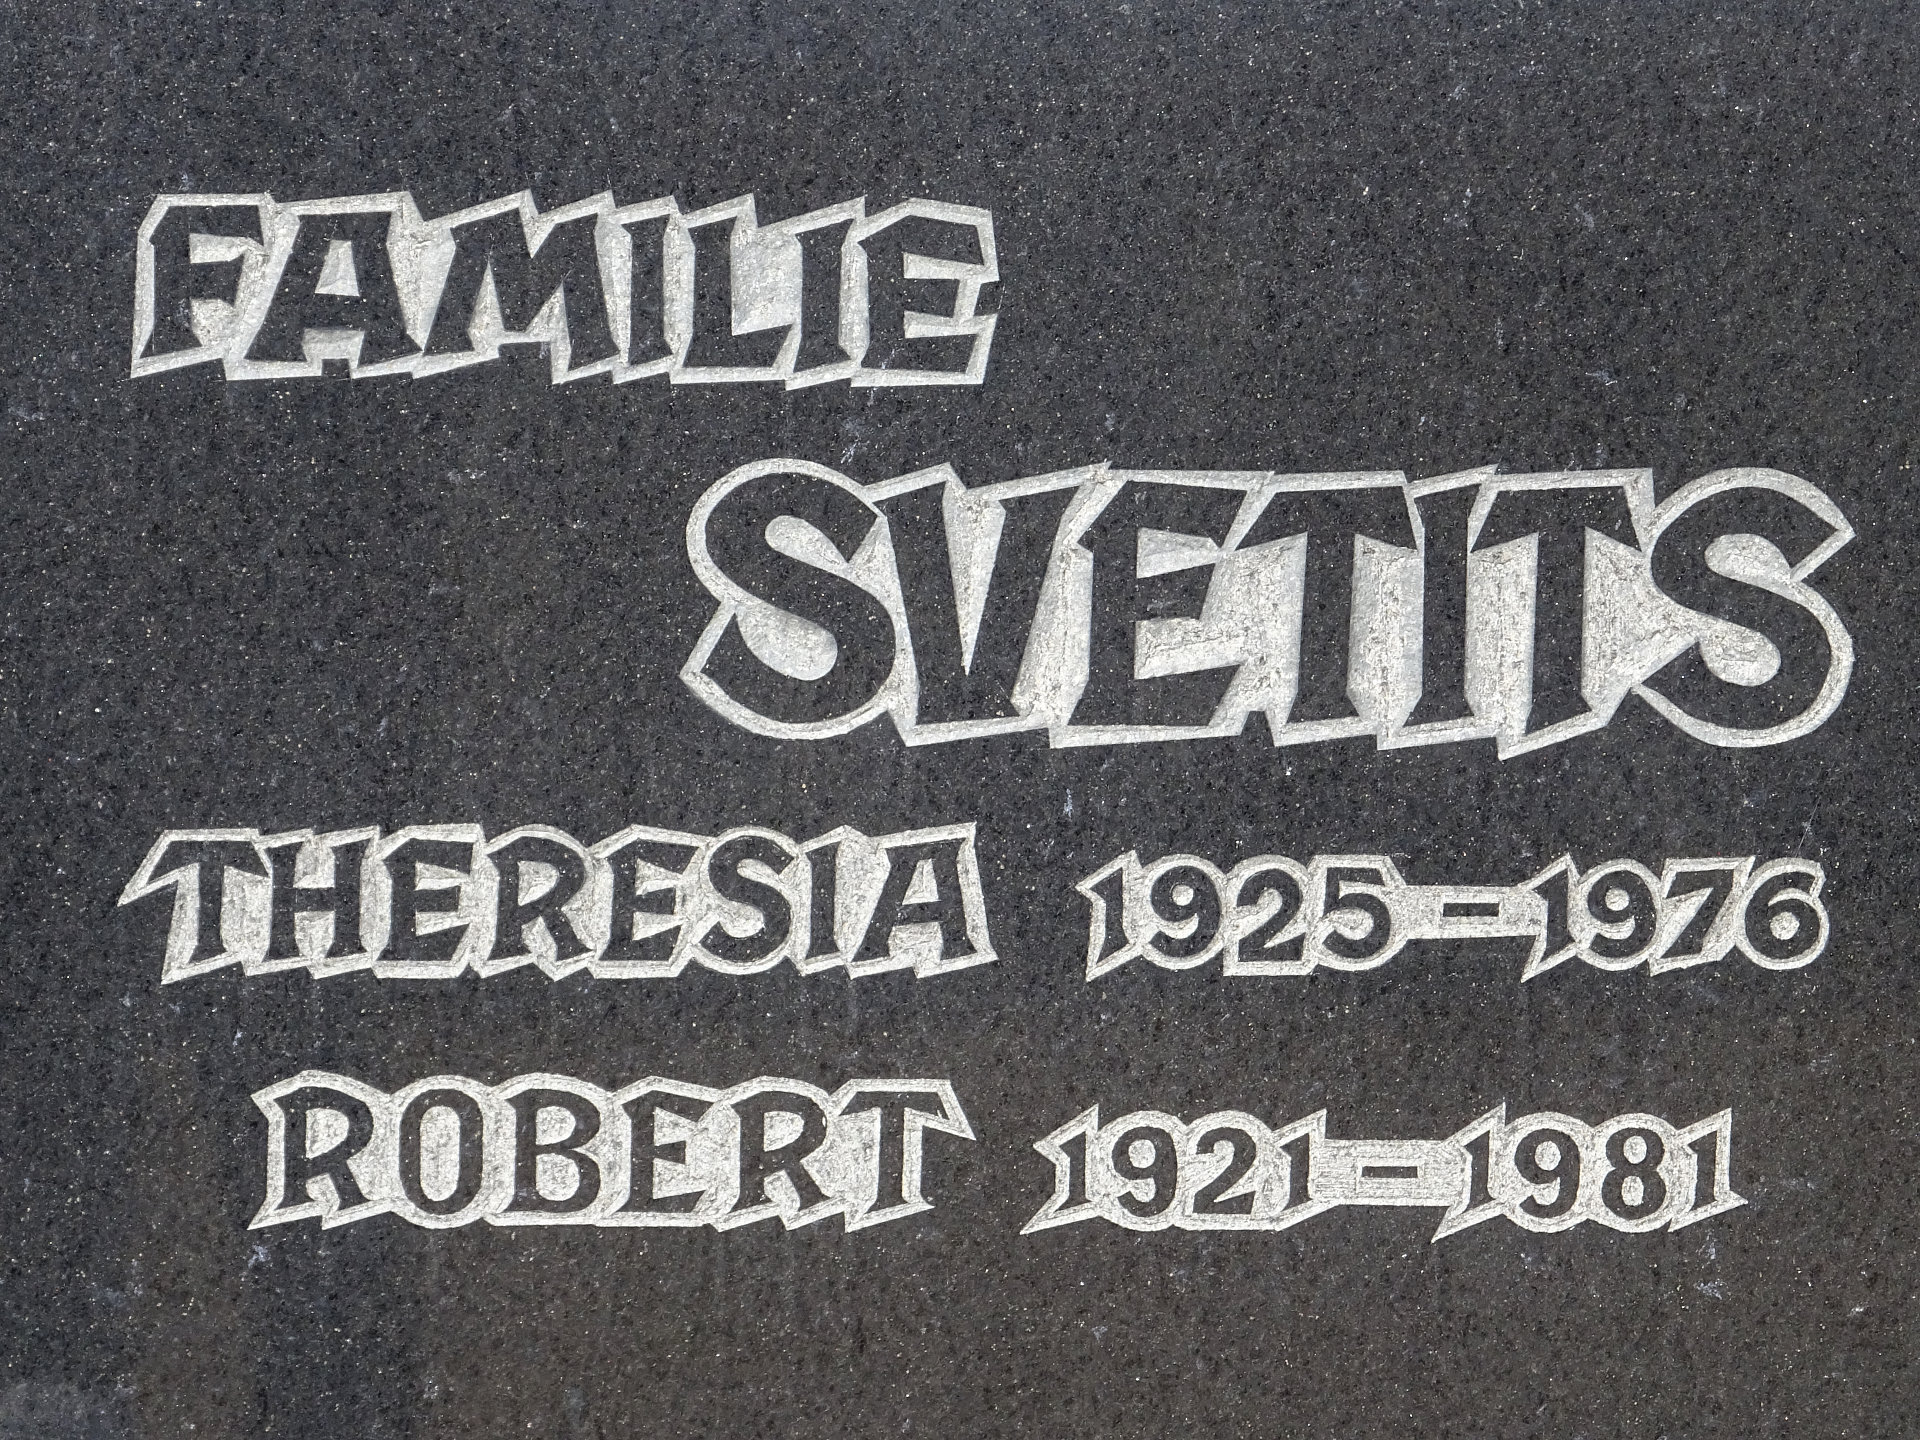 FAMILIE
SVETITS
THERESIA 1925-1976
ROBERT 1921-1981